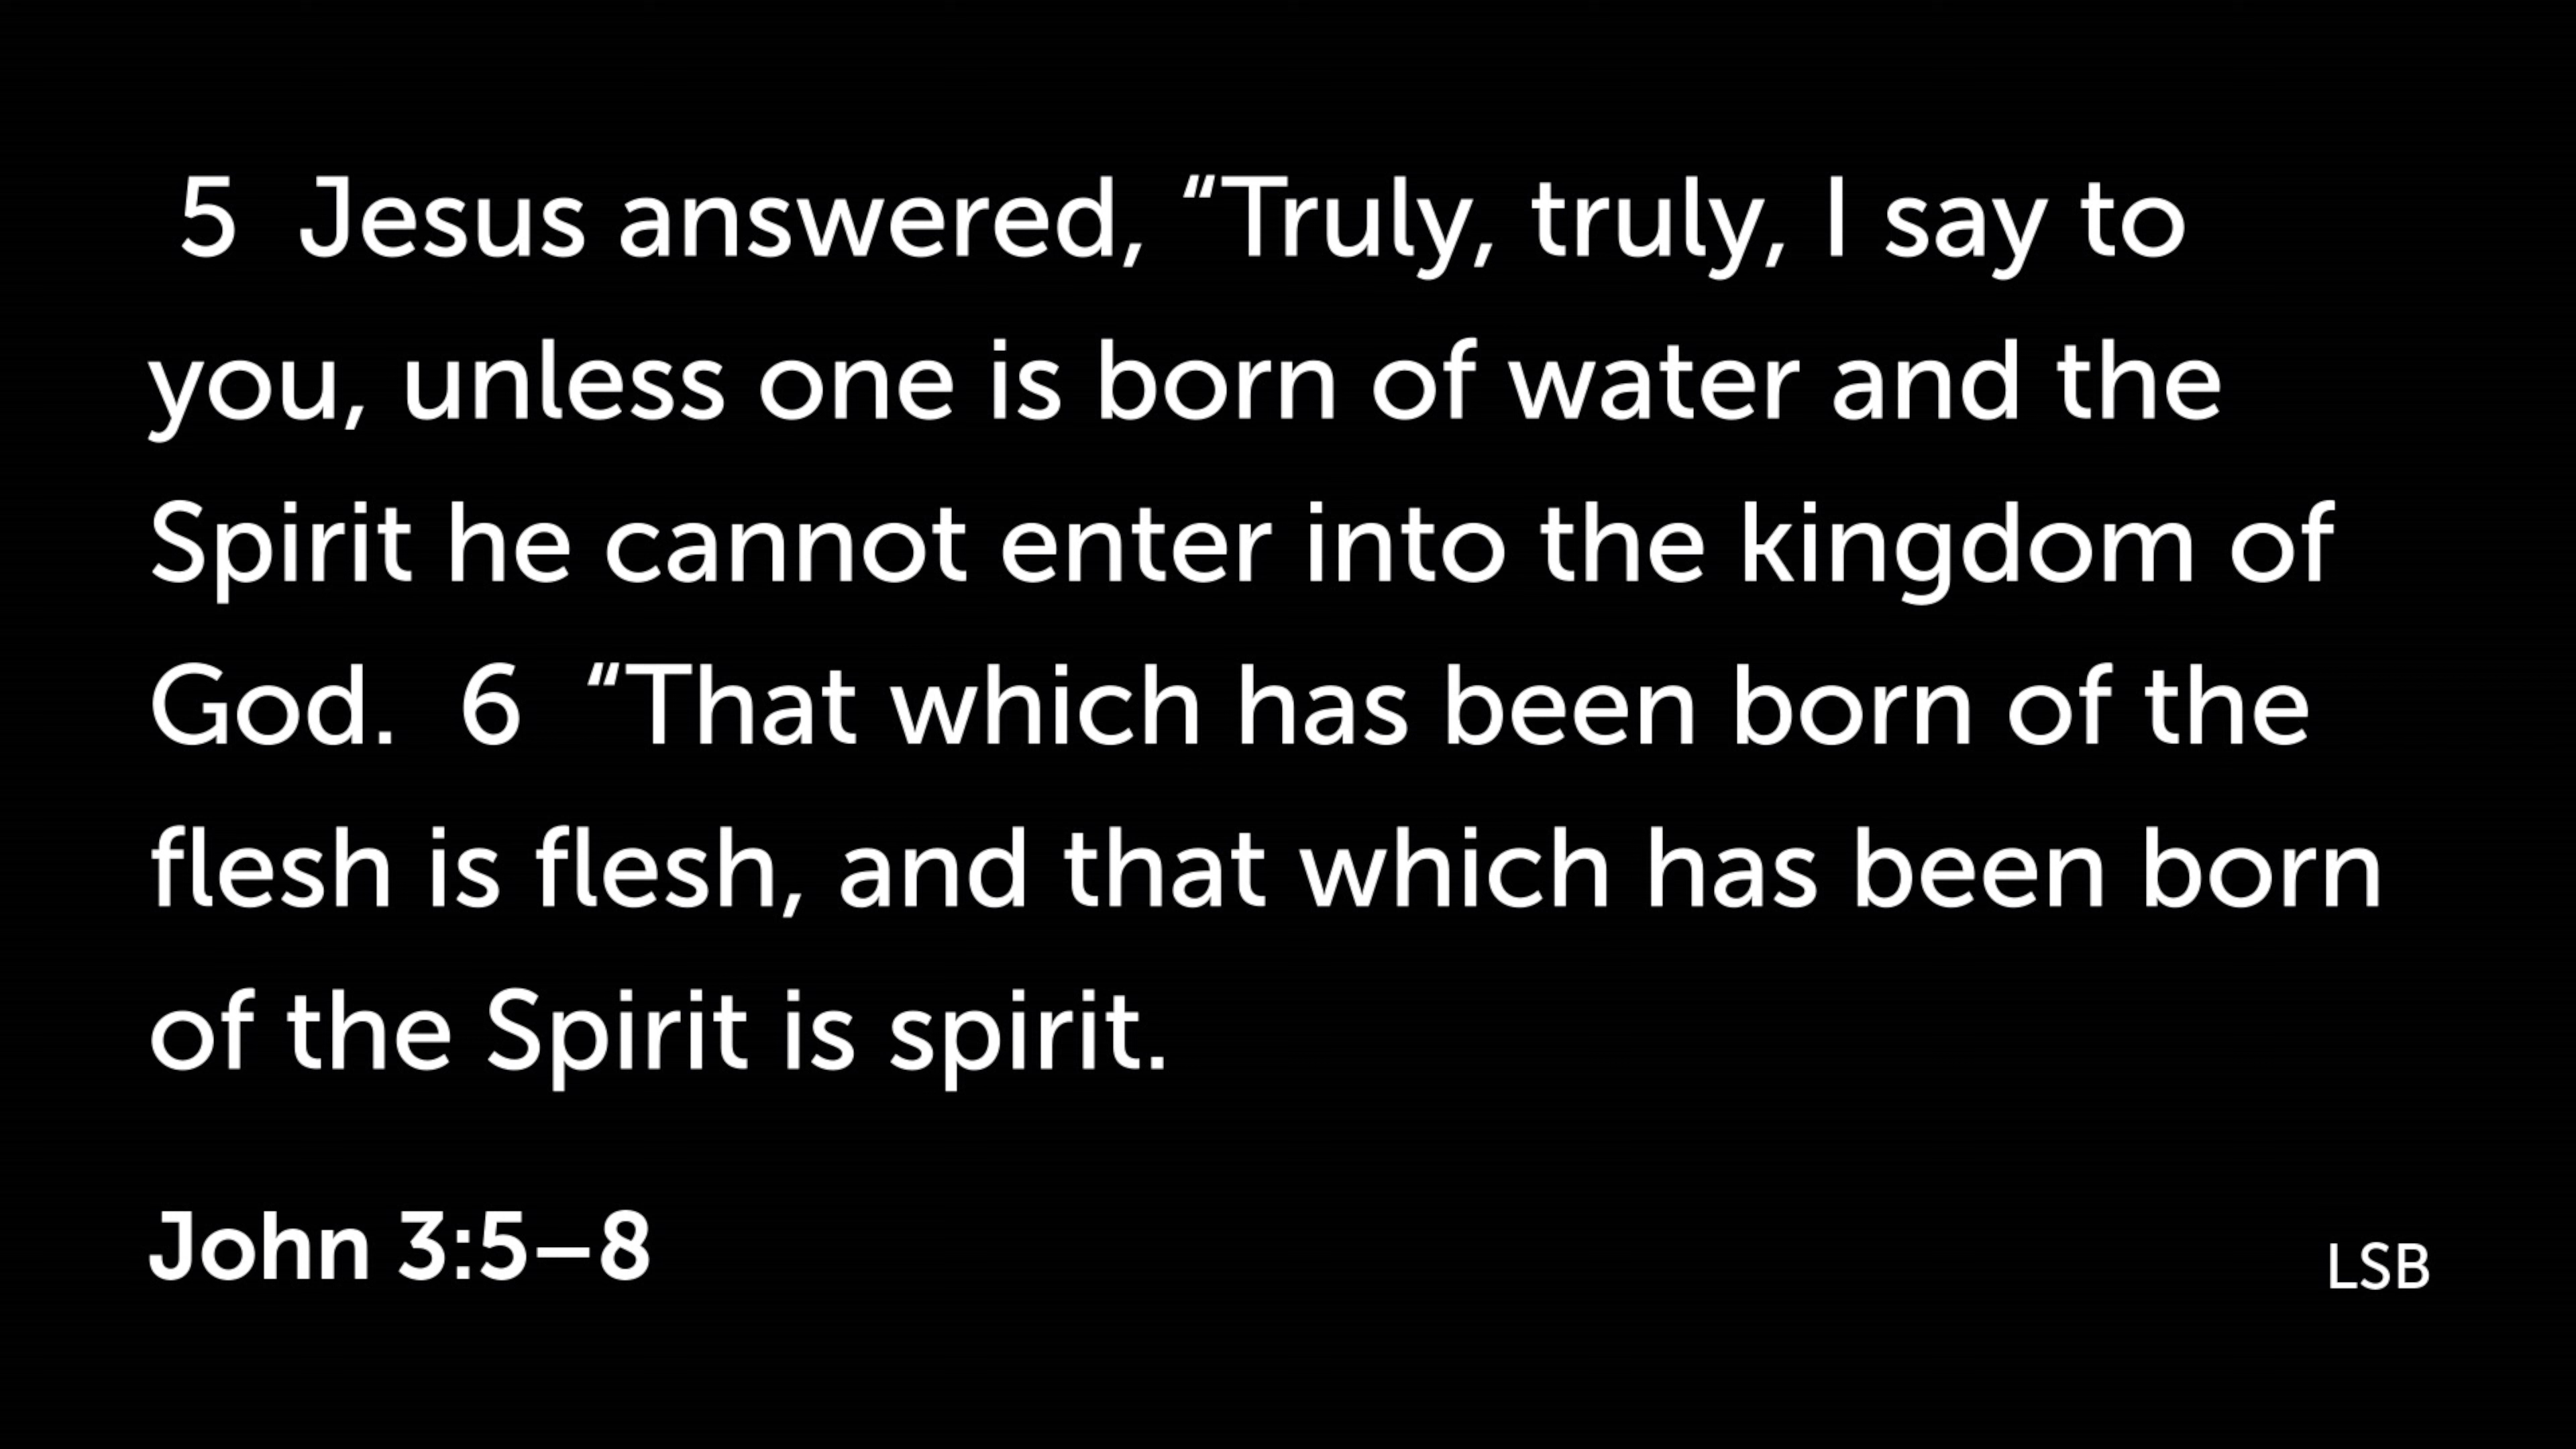 5 Jesus answered, “Truly, truly, I say to
you, unless one is born of water and the
Spirit he cannot enter into the kingdom of
God. 6 “That which has been born of the
flesh is flesh, and that which has been born
of the Spirit is spirit.
John 3:5–8
LSB